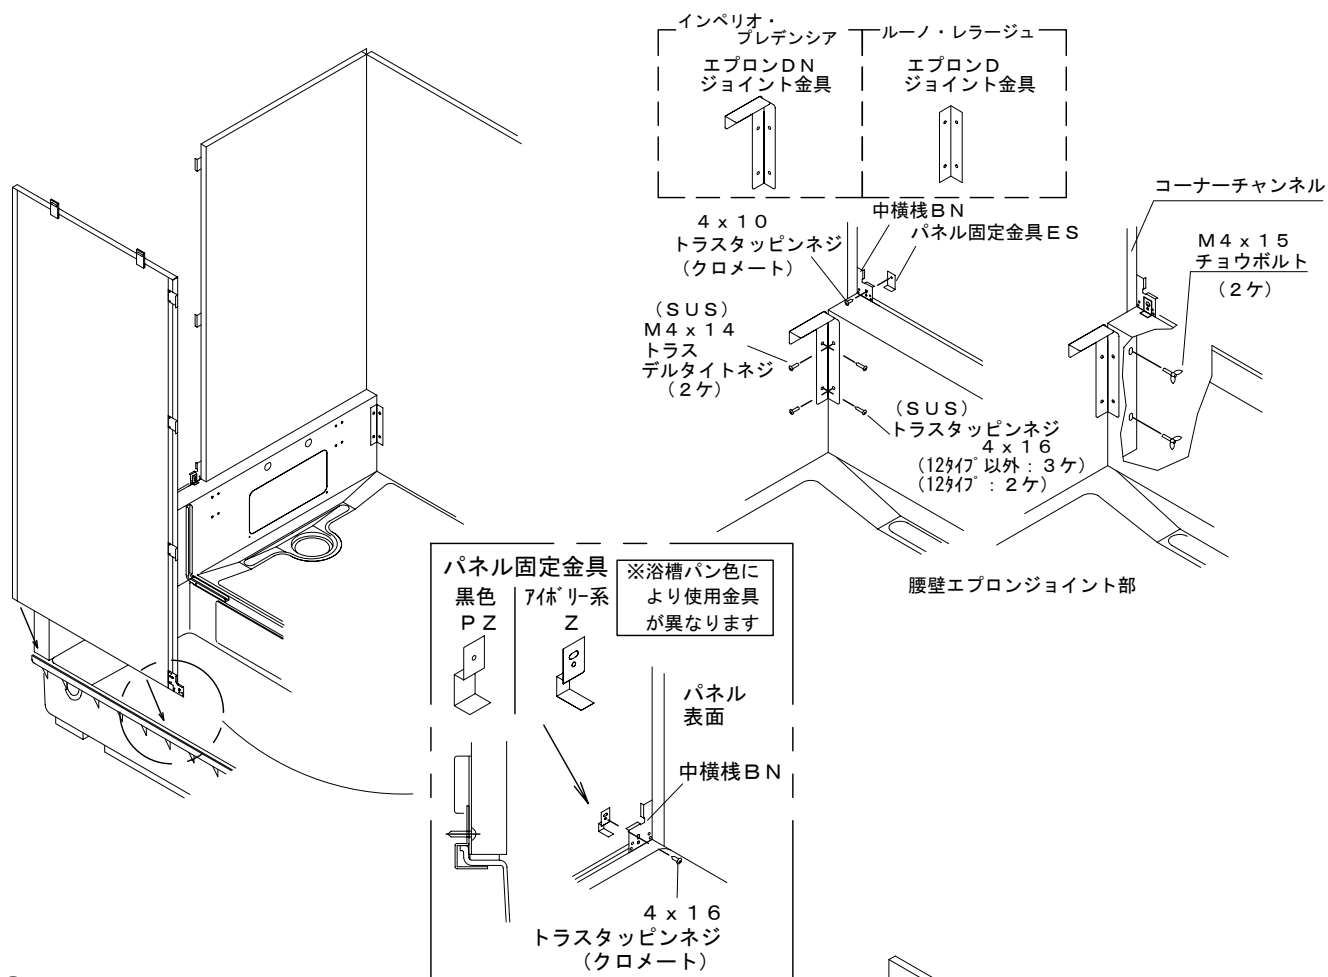 インペリオ・
プレデンシア
ルーノ・レラージュ
エプロンＤＮ
ジョイント金具
エプロンＤ
ジョイント金具
コーナーチャンネル
４ｘ１０
トラスタッピンネジ
（クロメート）
中横桟ＢＮ
パネル固定金具ＥＳ
Ｍ４ｘ１５
チョウボルト
（２ケ）
（ＳＵＳ）
Ｍ４ｘ１４
トラス
デルタイトネジ
（２ケ）
（ＳＵＳ）
トラスタッピンネジ
４ｘ１６
(12ﾀｲﾌﾟ以外：３ケ)
(12ﾀｲﾌﾟ：２ケ)
腰壁エプロンジョイント部
パネル固定金具
※浴槽パン色に
より使用金具
が異なります
黒色
ＰＺ
ｱｲﾎﾞﾘｰ系
Ｚ
パネル
表面
中横桟ＢＮ
４ｘ１６
トラスタッピンネジ
（クロメート）